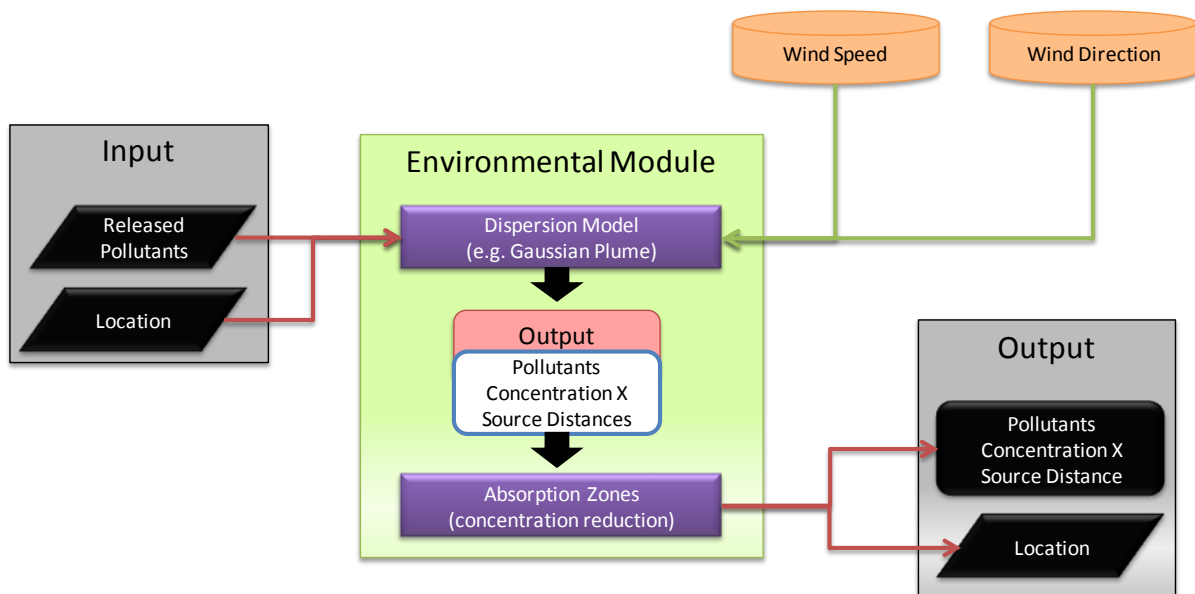 Wind Speed
Wind Direction
Input
Released
Pollutants
Location
Environmental Module
Dispersion Model
(e.g. Gaussian Plume)
Output
Pollutants
Concentration X
Source Distances
Absorption Zones
(concentration reduction)
Output
Pollutants
Concentration X
Source Distance
Location